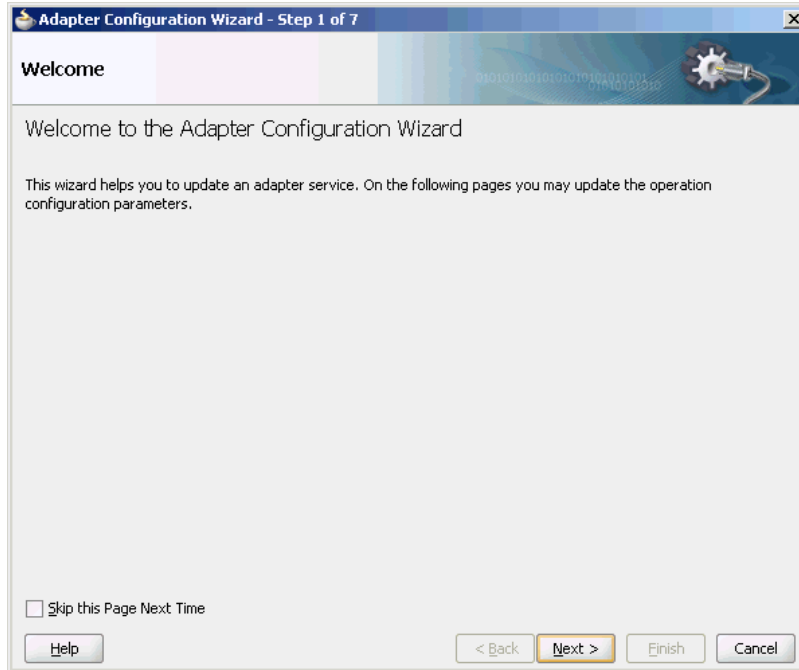 Adapter Configuration Wizard - Step 1 of 7
Welcome
Welcome to the Adapter Configuration Wizard
This wizard helps you to update an adapter service. On the following pages you may update the operation
configuration parameters.
Skip this Page Next Time
Help
< Back
Next >
Finish
Cancel